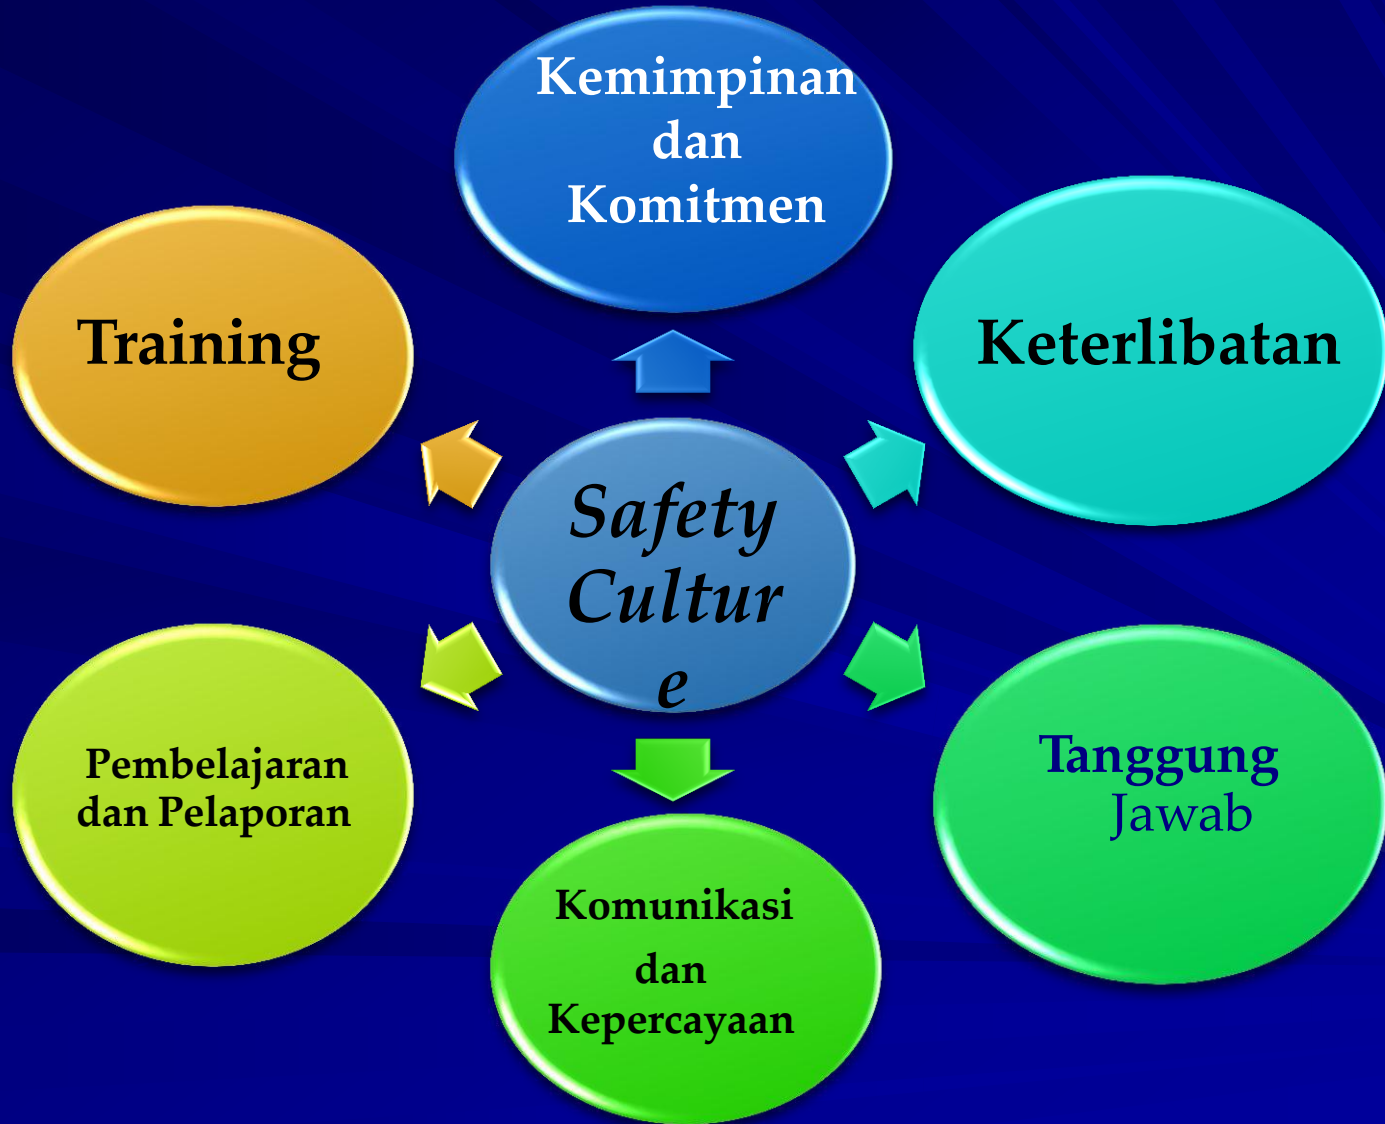 Kemimpinan
dan
Komitmen
Training
Keterlibatan
Safety
Cultur
e
Pembelajaran
dan Pelaporan
Tanggung
Jawab
Komunikasi
dan
Kepercayaan